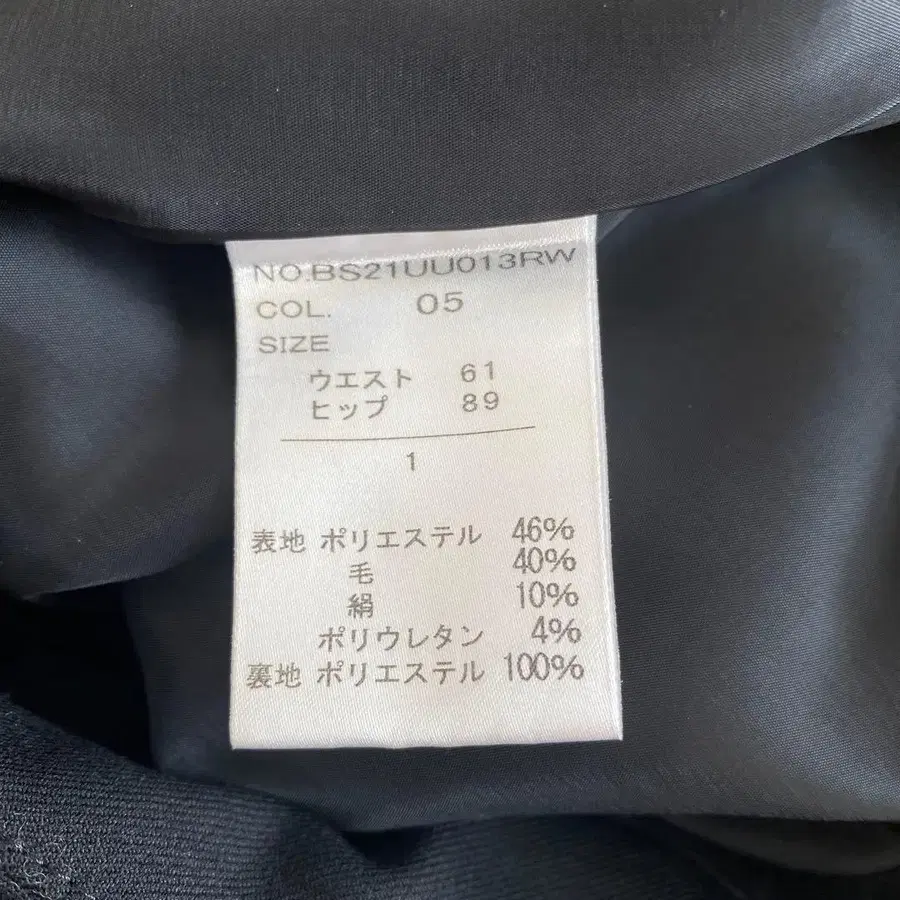 NO.BS21UU013RW
COL. 05
SIZE
ウエスト 61
ヒップ 89
1
表地 ポリエステル 46%
毛 40%
絹 10%
ポリウレタン 4%
裏地 ポリエステル 100%